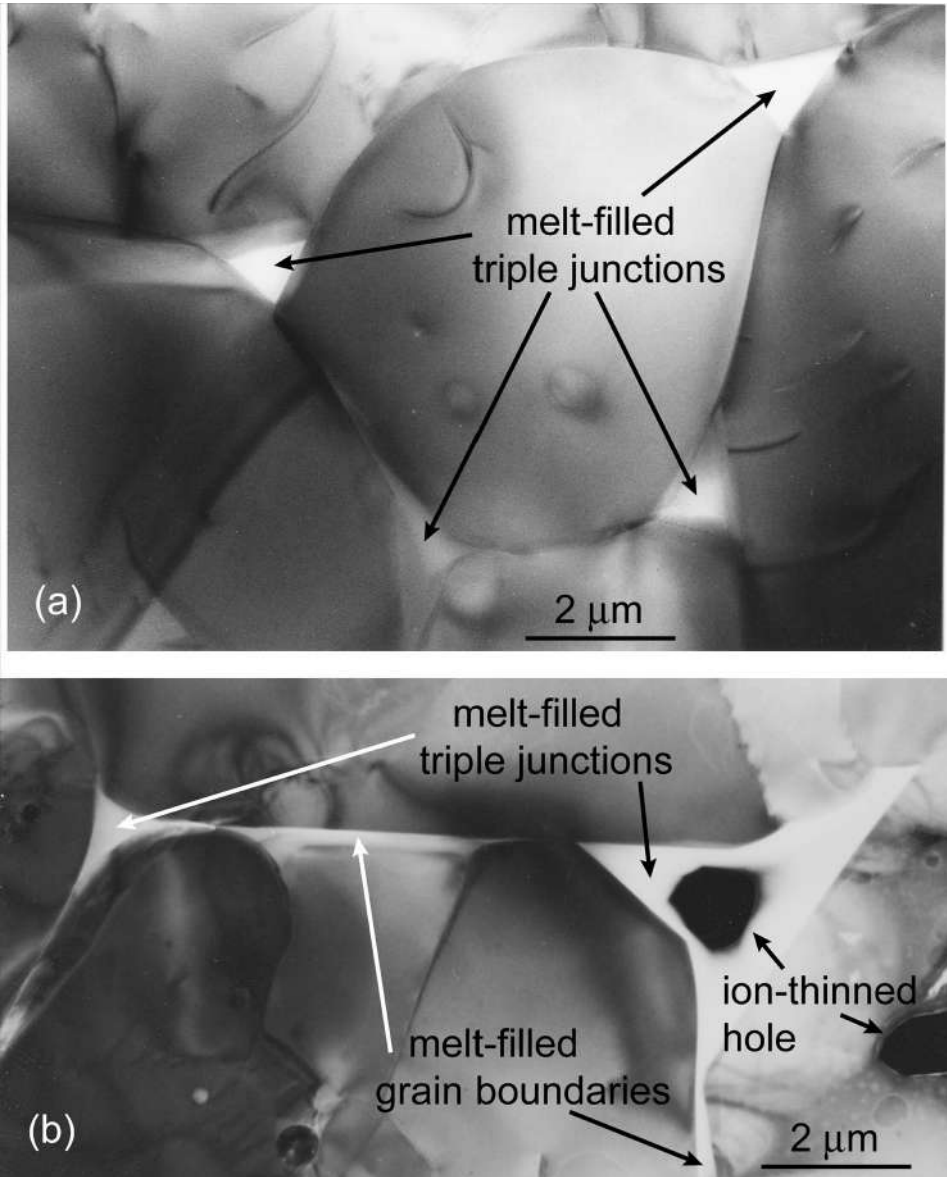 melt-filled
triple junctions
(a)
2 μm
melt-filled
triple junctions
ion-thinned
hole
melt-filled
grain boundaries
(b)
2 μm